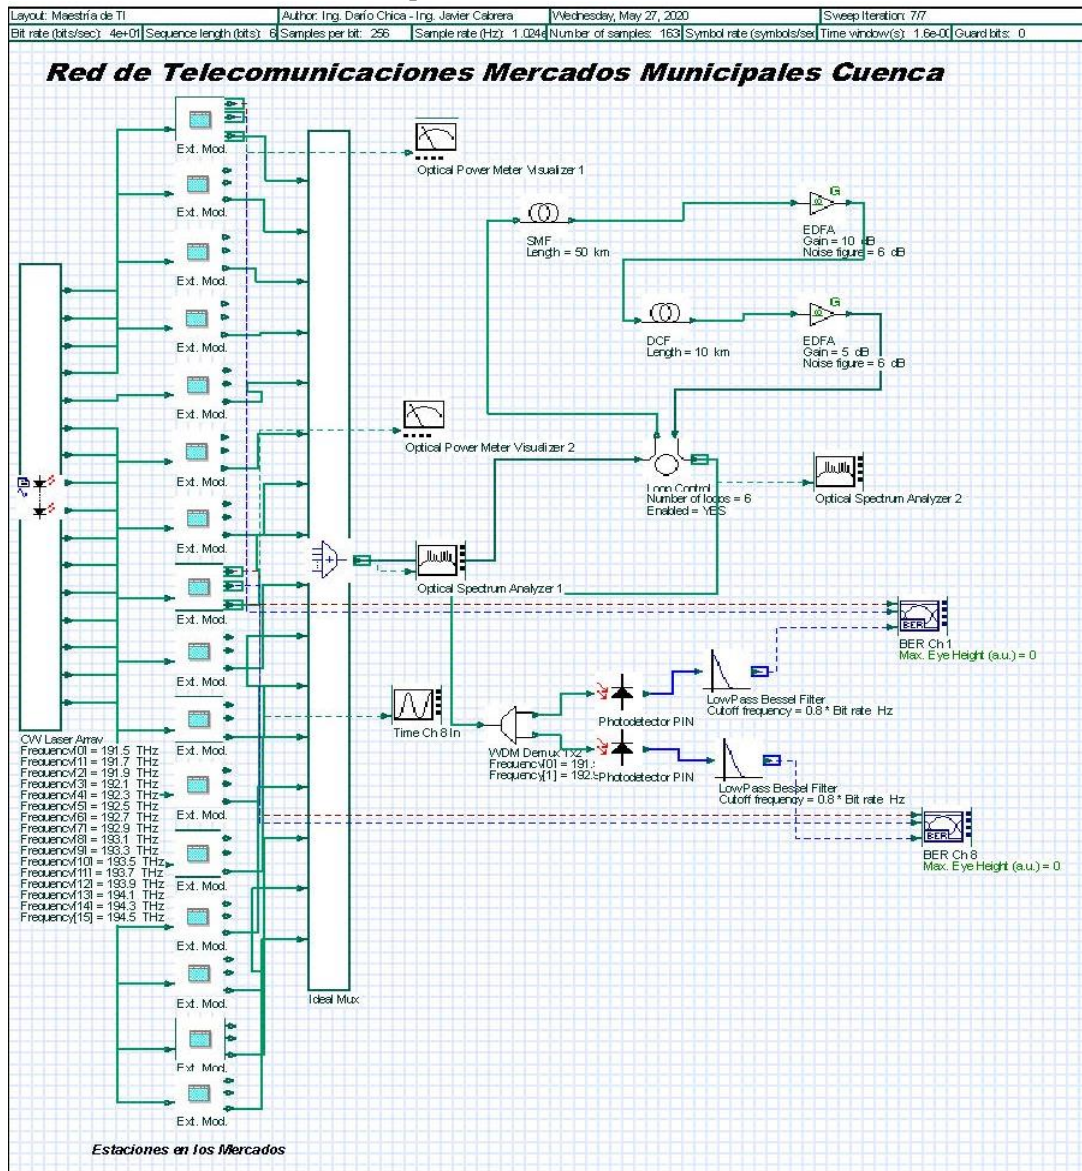 Layout: Maestría de TI
Author: Ing. Darío Chica - Ing. Javier Cabrera
Wednesday, May 27, 2020
Sweep Iteration: 7/7
Bit rate (bits/sec): 4e+01
Sequence length (bits): 6
Samples per bit: 256
Sample rate (Hz): 1.024e
Number of samples: 163
Symbol rate (symbols/sec
Time window(s): 1.6e-00
Guard bits: 0
Red de Telecomunicaciones Mercados Municipales Cuenca
Ext. Mod.
Optical Power Meter Visualizer 1
Ext. Mod.
SMF
Length = 50 km
EDFA
Gain = 10 dB
Noise figure = 6 dB
Ext. Mod.
Ext. Mod.
DCF
Length = 10 km
EDFA
Gain = 5 dB
Noise figure = 6 dB
Ext. Mod.
Optical Power Meter Visualizer 2
Ext. Mod.
Loop Control
Number of loops = 6
Enabled = YES
Optical Spectrum Analyzer 2
Ext. Mod.
Optical Spectrum Analyzer 1
Ext. Mod.
BER
BER Ch 1
Max. Eye Height (a.u.) = 0
Ext. Mod.
LowPass Bessel Filter
Cutoff frequency = 0.8 * Bit rate Hz
Photodetector PIN
Time Ch 8 In
CW Laser Array
Frequency[0] = 191.5 THz
Frequency[1] = 191.7 THz
Frequency[2] = 191.9 THz
Frequency[3] = 192.1 THz
Frequency[4] = 192.3 THz
Frequency[5] = 192.5 THz
Frequency[6] = 192.7 THz
Frequency[7] = 192.9 THz
Frequency[8] = 193.1 THz
Frequency[9] = 193.3 THz
Frequency[10] = 193.5 THz
Frequency[11] = 193.7 THz
Frequency[12] = 193.9 THz
Frequency[13] = 194.1 THz
Frequency[14] = 194.3 THz
Frequency[15] = 194.5 THz
Ext. Mod.
WDM Demux 1x2
Frequency[0] = 191.
Frequency[1] = 192.
Photodetector PIN
LowPass Bessel Filter
Cutoff frequency = 0.8 * Bit rate Hz
Ext. Mod.
BER
BER Ch 8
Max. Eye Height (a.u.) = 0
Ext. Mod.
Ext. Mod.
Ext. Mod.
Ideal Mux
Ext. Mod.
Ext. Mod.
Estaciones en los Mercados